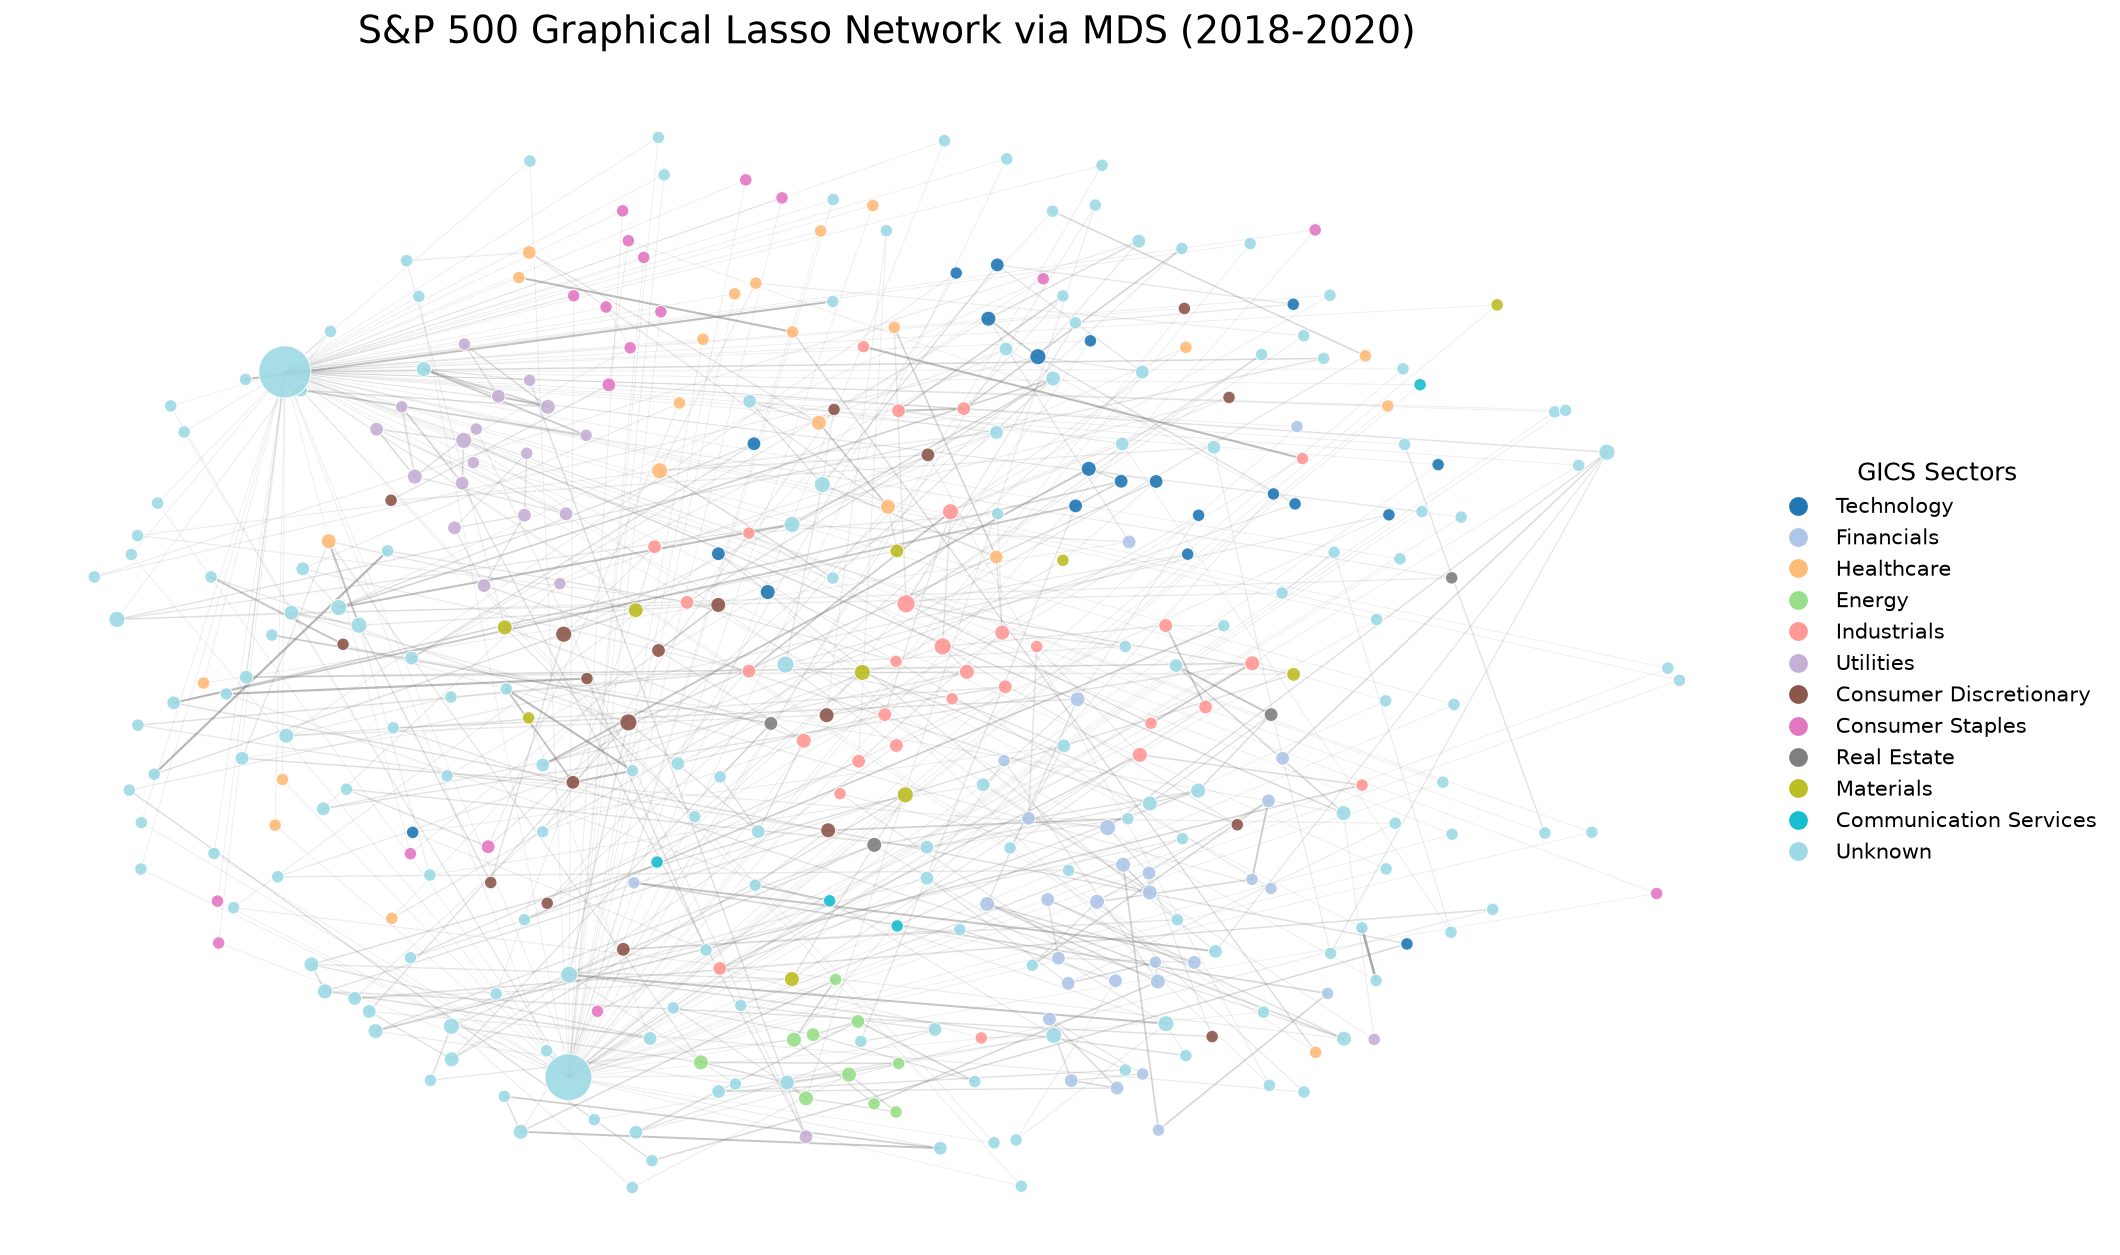 S&P 500 Graphical Lasso Network via MDS (2018-2020)
GICS Sectors
Technology
Financials
Healthcare
Energy
Industrials
Utilities
Consumer Discretionary
Consumer Staples
Real Estate
Materials
Communication Services
Unknown